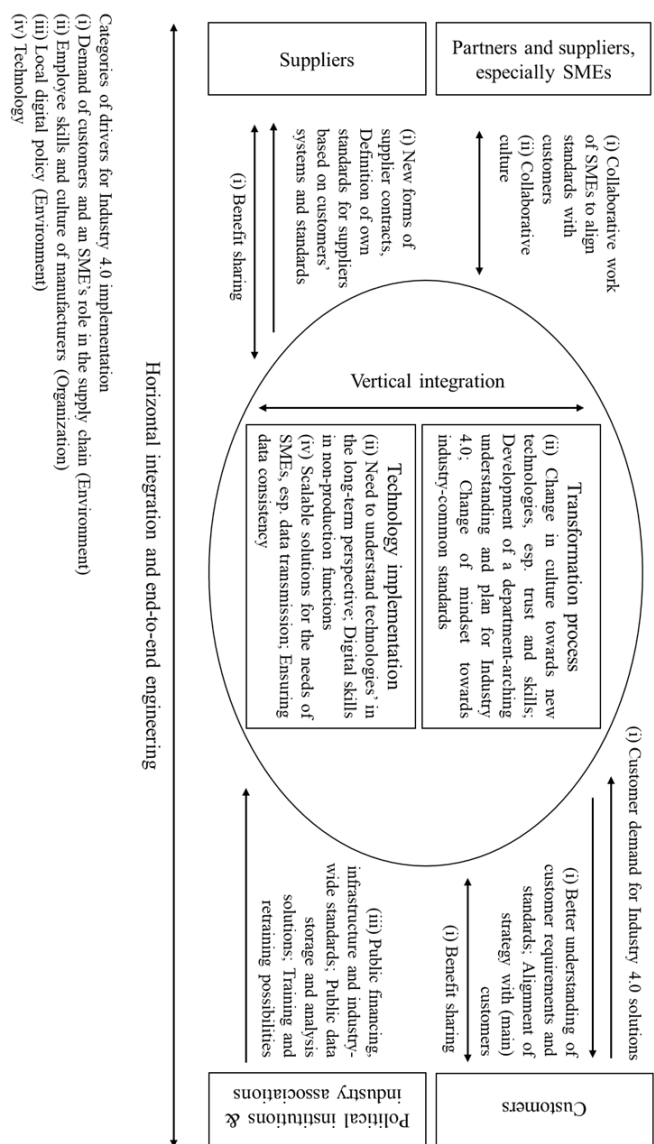 Partners and suppliers,
especially SMEs
Suppliers
(i) Collaborative work
of SMEs to align
standards with
customers
(ii) Collaborative
culture
(i) New forms of
supplier contracts,
Definition of own
standards for suppliers
based on customers’
systems and standards
(i) Benefit sharing
Vertical integration
Transformation process
(ii) Change in culture towards new
technologies, esp. trust and skills;
Development of a department-arching
understanding and plan for Industry
4.0; Change of mindset towards
industry-common standards
Technology implementation
(ii) Need to understand technologies’ in
the long-term perspective; Digital skills
in non-production functions
(iv) Scalable solutions for the needs of
SMEs, esp. data transmission; Ensuring
data consistency
(i) Customer demand for Industry 4.0 solutions
(i) Better understanding of
customer requirements and
standards; Alignment of
strategy with (main)
customers
(i) Benefit sharing
(iii) Public financing,
infrastructure and industry-
wide standards; Public data
storage and analysis
solutions; Training and
retraining possibilities
Customers
Political institutions &
industry associations
Horizontal integration and end-to-end engineering
Categories of drivers for Industry 4.0 implementation
(i) Demand of customers and an SME’s role in the supply chain (Environment)
(ii) Employee skills and culture of manufacturers (Organization)
(iii) Local digital policy (Environment)
(iv) Technology